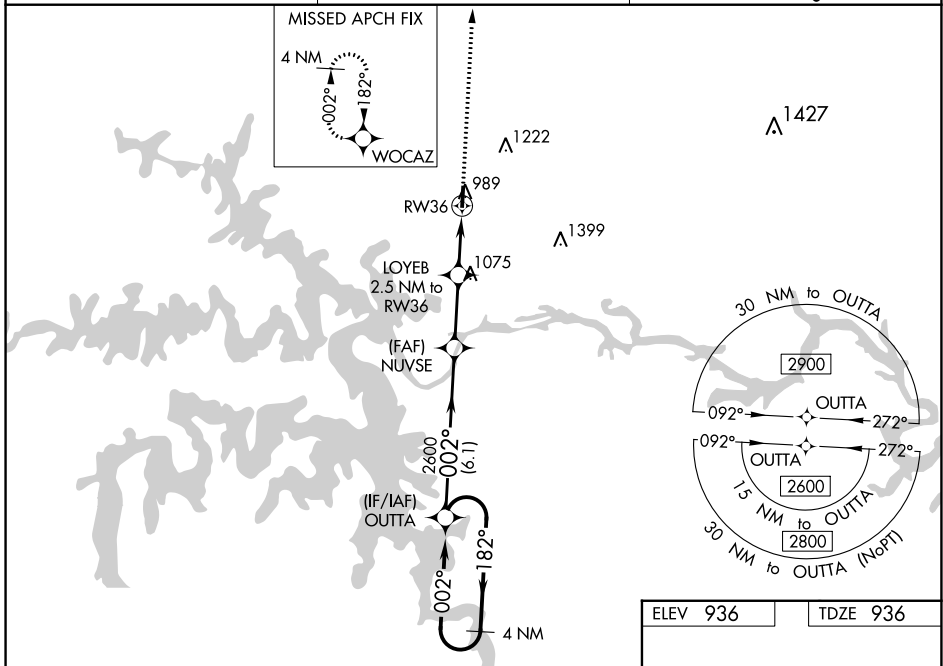 MISSED APCH FIX
4 NM
002°
182°
WOCAZ
1427
1222
989
RW36
1399
LOYEB
2.5 NM to
RW36
1075
(FAF)
NUVSE
2600
002°
(6.1)
(IF/IAF)
OUTTA
002°
182°
4 NM
30 NM to OUTTA
2900
OUTTA
092°
272°
092°
272°
OUTTA
2600
15 NM to OUTTA
2800
30 NM to OUTTA (NoPT)
ELEV 936
TDZE 936